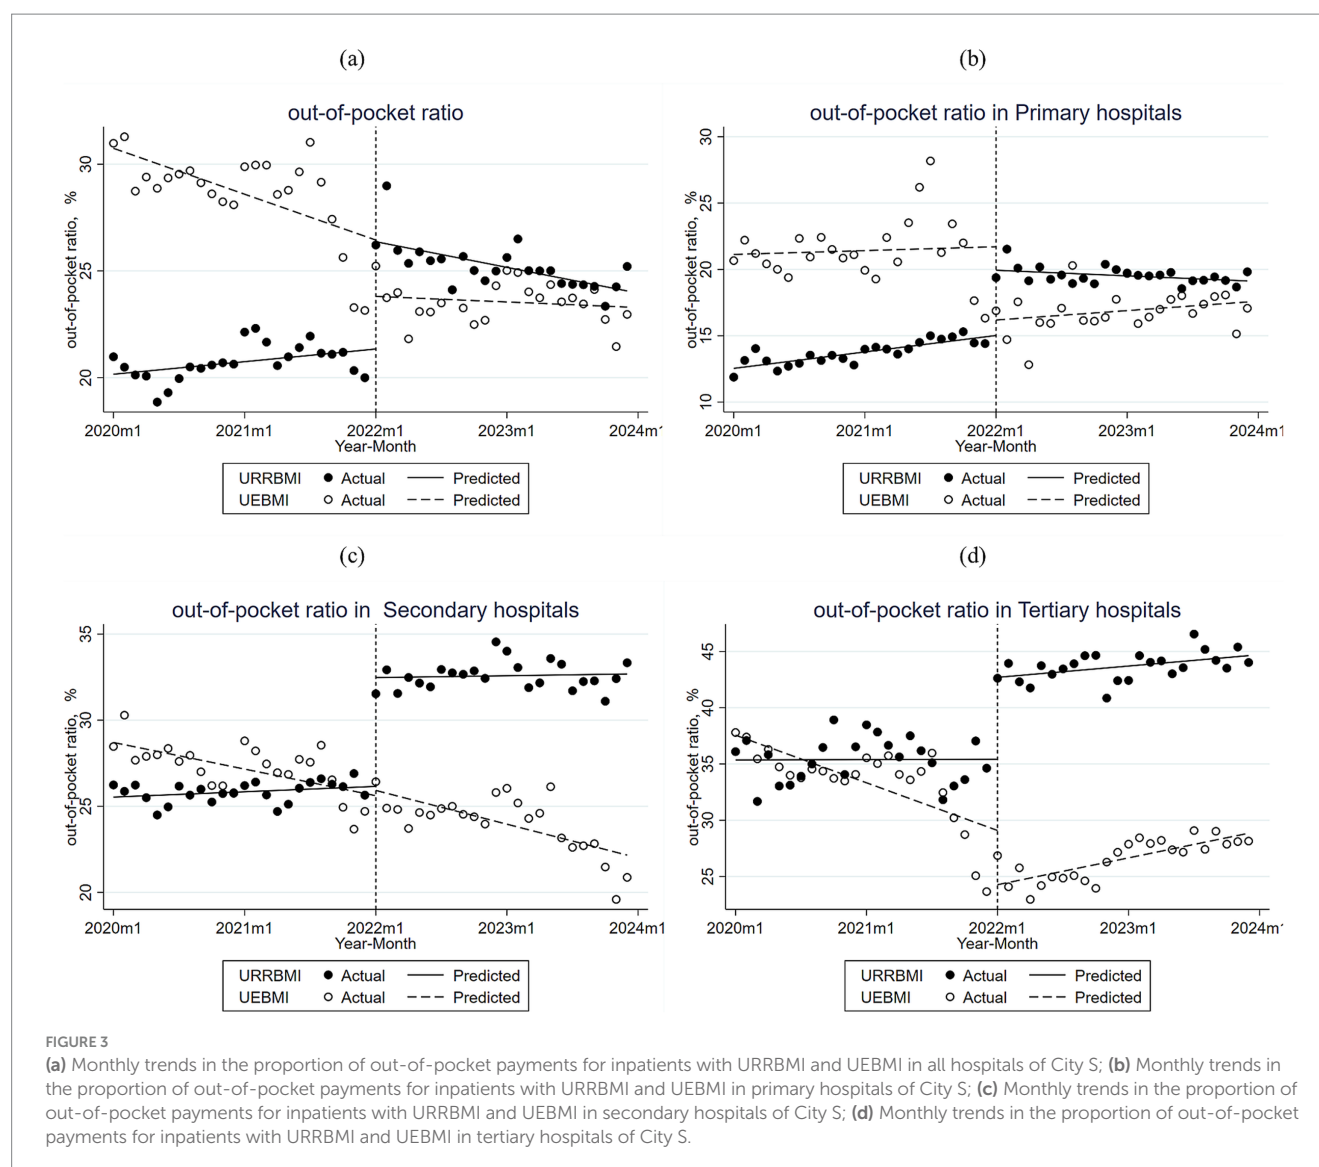 (a)
out-of-pocket ratio
out-of-pocket ratio, %
30
25
20
2020m1 2021m1 2022m1 2023m1 2024m1
Year-Month
URRBMI Actual Predicted
UEBMI Actual Predicted
(b)
out-of-pocket ratio in Primary hospitals
out-of-pocket ratio, %
30
25
20
15
10
2020m1 2021m1 2022m1 2023m1 2024m1
Year-Month
URRBMI Actual Predicted
UEBMI Actual Predicted
(c)
out-of-pocket ratio in Secondary hospitals
out-of-pocket ratio, %
35
30
25
20
2020m1 2021m1 2022m1 2023m1 2024m1
Year-Month
URRBMI Actual Predicted
UEBMI Actual Predicted
(d)
out-of-pocket ratio in Tertiary hospitals
out-of-pocket ratio, %
45
40
35
30
25
2020m1 2021m1 2022m1 2023m1 2024m1
Year-Month
URRBMI Actual Predicted
UEBMI Actual Predicted
FIGURE 3
(a) Monthly trends in the proportion of out-of-pocket payments for inpatients with URRBMI and UEBMI in all hospitals of City S; (b) Monthly trends in
the proportion of out-of-pocket payments for inpatients with URRBMI and UEBMI in primary hospitals of City S; (c) Monthly trends in the proportion of
out-of-pocket payments for inpatients with URRBMI and UEBMI in secondary hospitals of City S; (d) Monthly trends in the proportion of out-of-pocket
payments for inpatients with URRBMI and UEBMI in tertiary hospitals of City S.